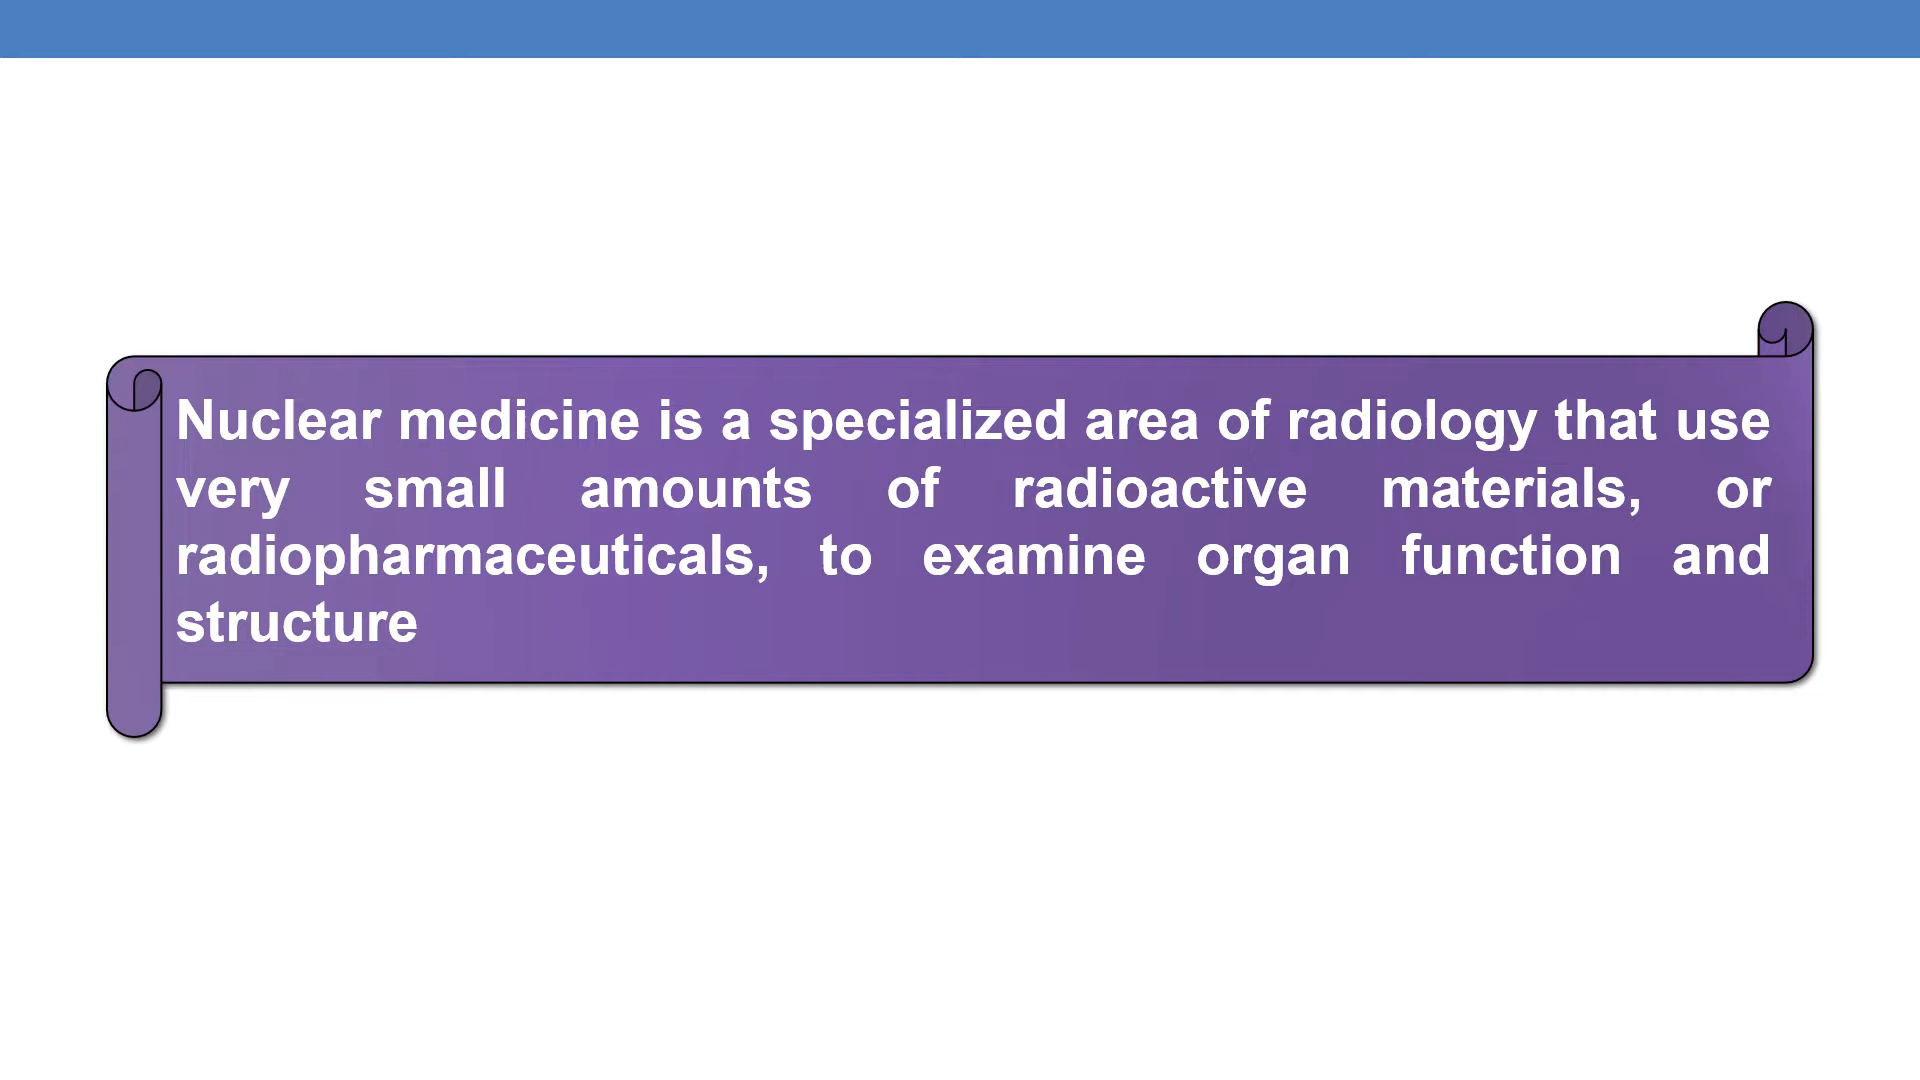 Nuclear medicine is a specialized area of radiology that use
very small amounts of radioactive materials, or
radiopharmaceuticals, to examine organ function and
structure